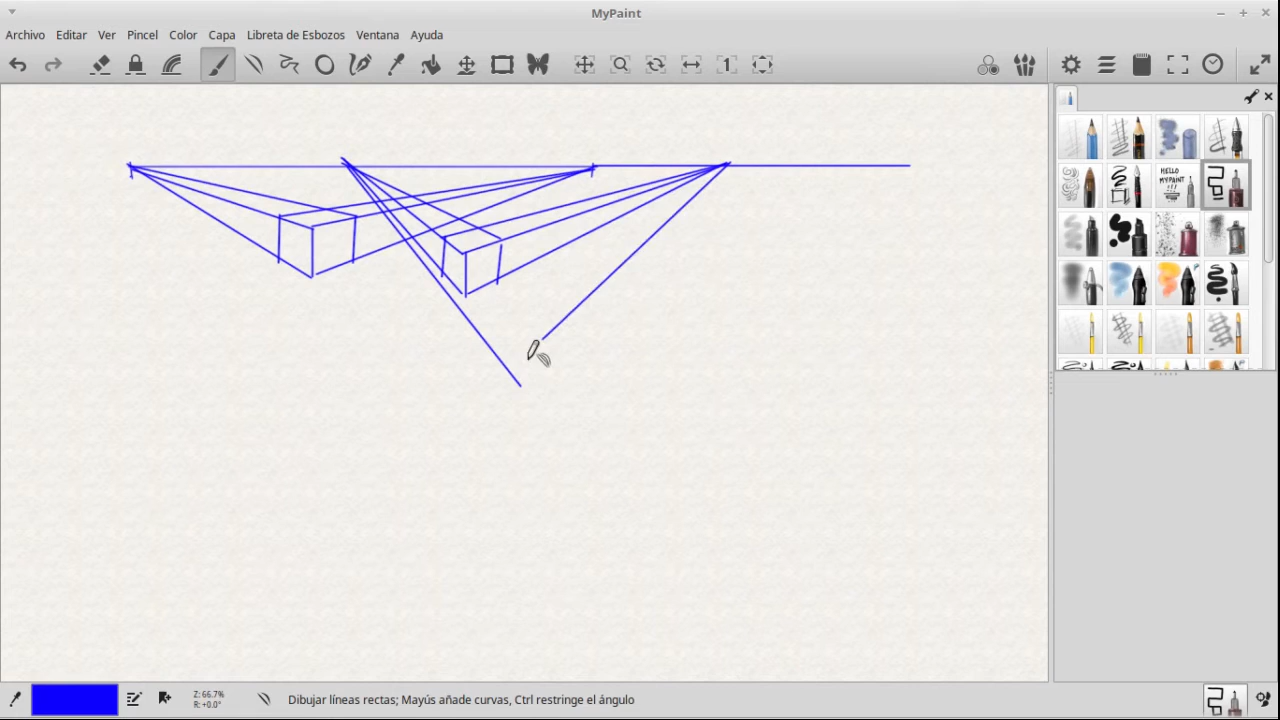 MyPaint
Archivo Editar Ver Pincel Color Capa Libreta de Esbozos Ventana Ayuda
1
HELLO
MYPAINT
!!!
Z: 66.7%
R: +0.0°
Dibujar líneas rectas; Mayús añade curvas, Ctrl restringe el ángulo